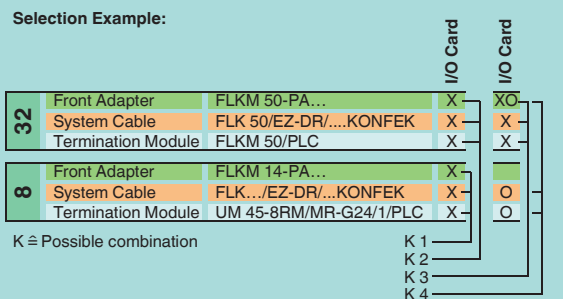 Selection Example:
I/O Card
I/O Card
32
Front Adapter FLKM 50-PA… X XO
System Cable FLK 50/EZ-DR/....KONFEK X X
Termination Module FLKM 50/PLC X X
8
Front Adapter FLKM 14-PA… X
System Cable FLK…/EZ-DR/...KONFEK X O
Termination Module UM 45-8RM/MR-G24/1/PLC X O
K ≙ Possible combination K 1
K 2
K 3
K 4